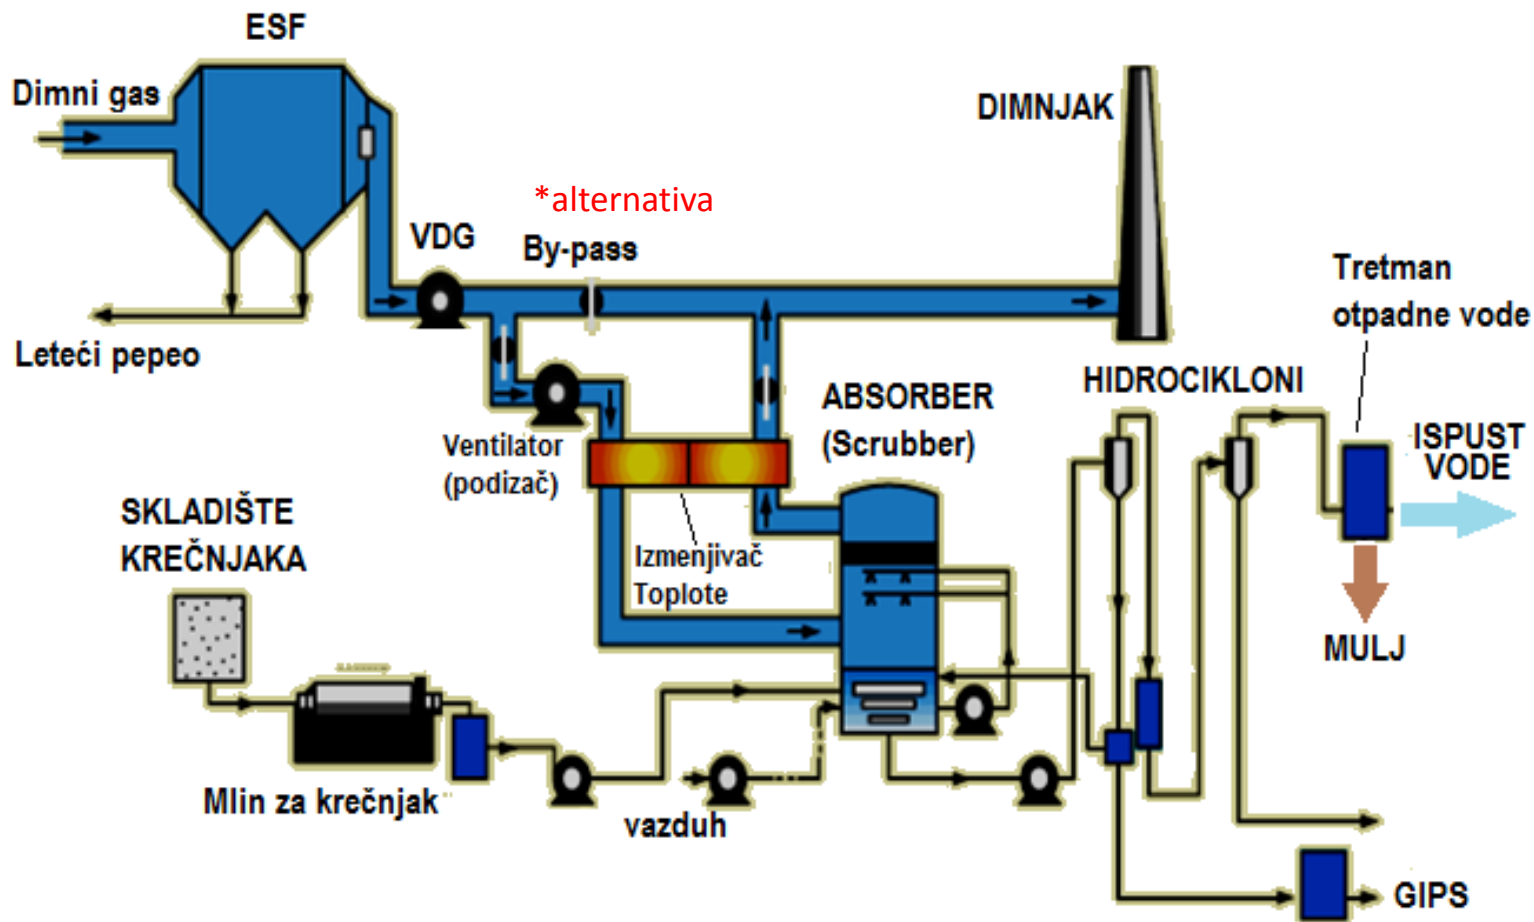 ESF
Dimni gas
DIMNJAK
*alternativa
VDG
By-pass
Tretman
otpadne vode
Leteći pepeo
HIDROCIKLONI
ABSORBER
(Scrubber)
Ventilator
(podizač)
ISPUST
VODE
SKLADIŠTE
KREČNJAKA
Izmenjivač
Toplote
MULJ
Mlin za krečnjak
vazduh
GIPS